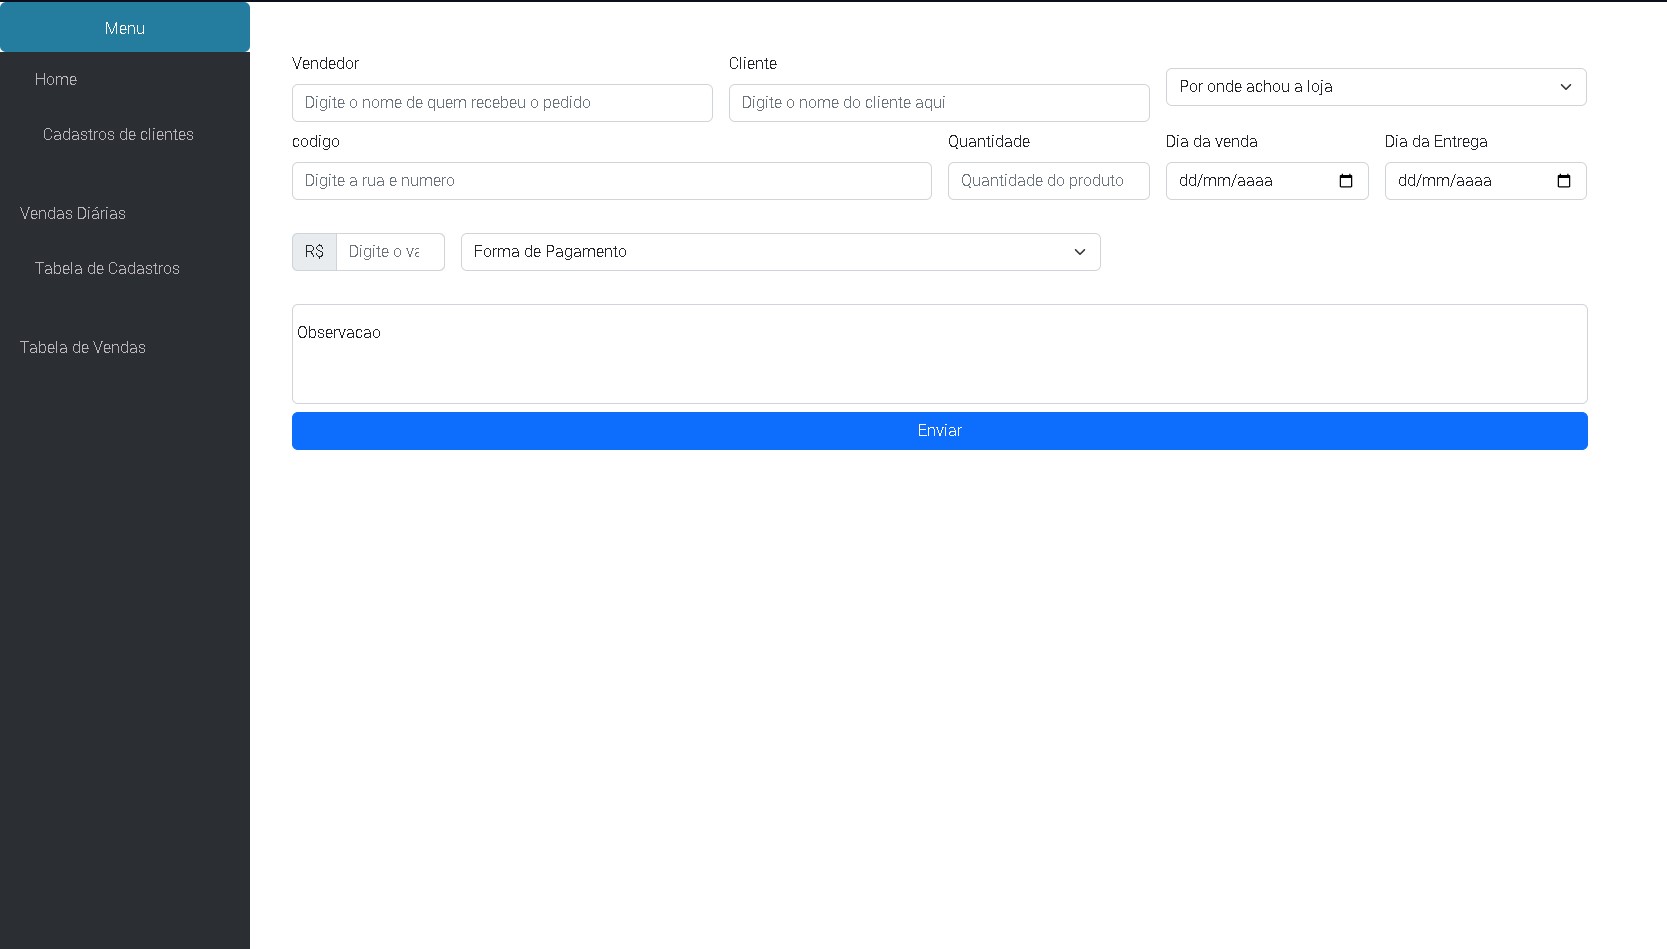 Menu
Home
Cadastros de clientes
Vendas Diárias
Tabela de Cadastros
Tabela de Vendas
Vendedor
Cliente
Digite o nome de quem recebeu o pedido
Digite o nome do cliente aqui
Por onde achou a loja
codigo
Quantidade
Dia da venda
Dia da Entrega
Digite a rua e numero
Quantidade do produto
dd/mm/aaaa
dd/mm/aaaa
R$
Digite o va
Forma de Pagamento
Observacao
Enviar